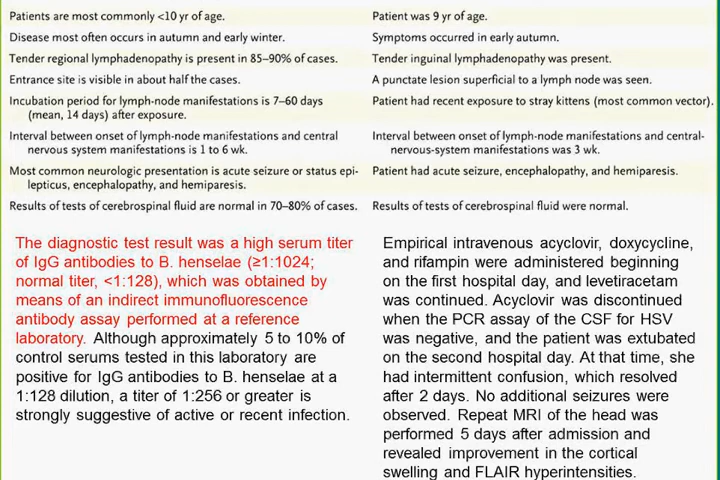 Patients are most commonly <10 yr of age.
Patient was 9 yr of age.
Disease most often occurs in autumn and early winter.
Symptoms occurred in early autumn.
Tender regional lymphadenopathy is present in 85–90% of cases.
Tender inguinal lymphadenopathy was present.
Entrance site is visible in about half the cases.
A punctate lesion superficial to a lymph node was seen.
Incubation period for lymph-node manifestations is 7–60 days
(mean, 14 days) after exposure.
Patient had recent exposure to stray kittens (most common vector).
Interval between onset of lymph-node manifestations and central
nervous system manifestations is 1 to 6 wk.
Interval between onset of lymph-node manifestations and central-
nervous-system manifestations was 3 wk.
Most common neurologic presentation is acute seizure or status epi-
lepticus, encephalopathy, and hemiparesis.
Patient had acute seizure, encephalopathy, and hemiparesis.
Results of tests of cerebrospinal fluid are normal in 70–80% of cases.
Results of tests of cerebrospinal fluid were normal.
The diagnostic test result was a high serum titer
of IgG antibodies to B. henselae (≥1:1024;
normal titer, <1:128), which was obtained by
means of an indirect immunofluorescence
antibody assay performed at a reference
laboratory. Although approximately 5 to 10% of
control serums tested in this laboratory are
positive for IgG antibodies to B. henselae at a
1:128 dilution, a titer of 1:256 or greater is
strongly suggestive of active or recent infection.
Empirical intravenous acyclovir, doxycycline,
and rifampin were administered beginning
on the first hospital day, and levetiracetam
was continued. Acyclovir was discontinued
when the PCR assay of the CSF for HSV
was negative, and the patient was extubated
on the second hospital day. At that time, she
had intermittent confusion, which resolved
after 2 days. No additional seizures were
observed. Repeat MRI of the head was
performed 5 days after admission and
revealed improvement in the cortical
swelling and FLAIR hyperintensities.